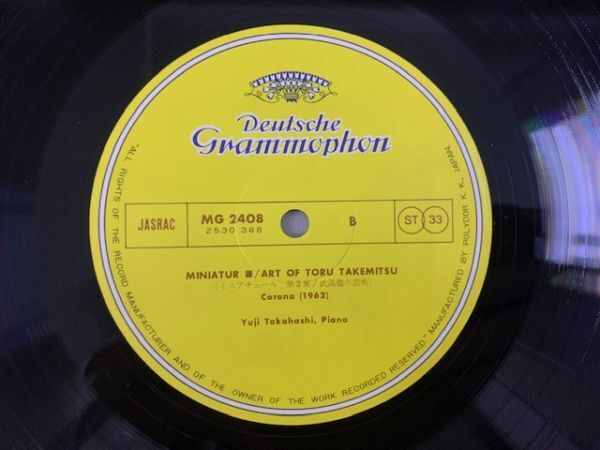 Deutsche
Grammophon
JASRAC
MG 2408
2530 386
B
ST 33
MINIATUR III/ART OF TORU TAKEMITSU
(ミニアチュール 第3集/武満徹の芸術)
Corona (1962)
Yuji Takahashi, Piano
"ALL RIGHTS OF THE RECORD MANUFACTURER AND OF THE OWNER OF THE WORK RECORDED RESERVED." MANUFACTURED BY POLYDOR K. K., JAPAN.